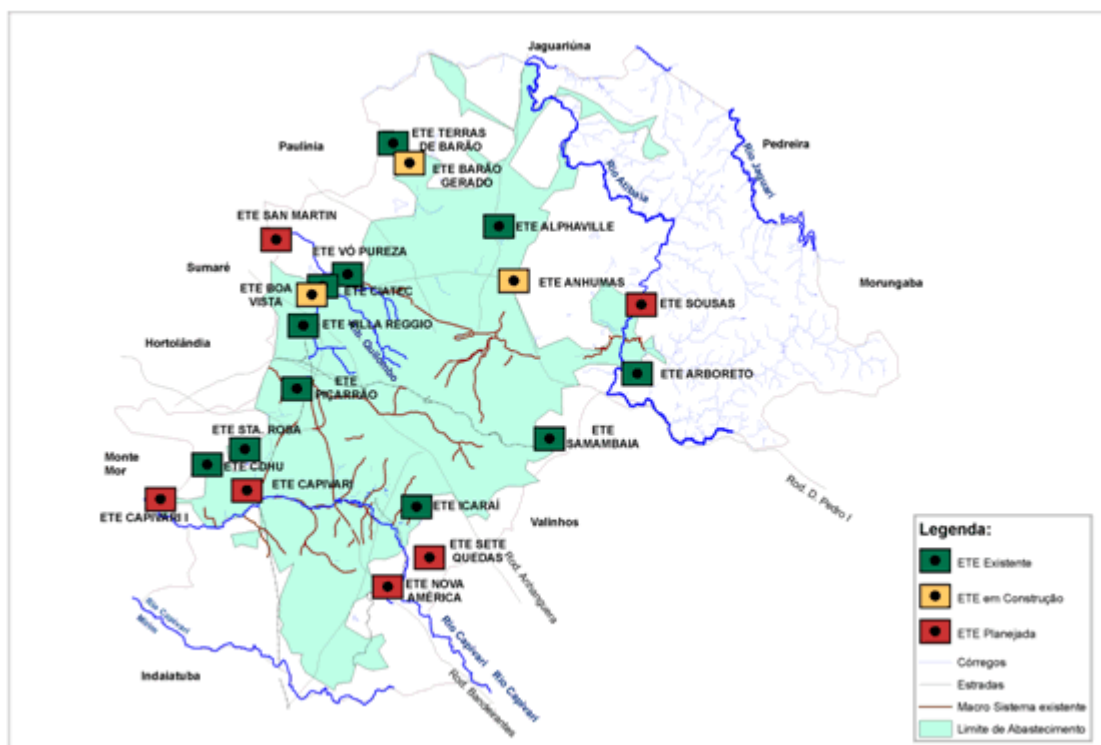 Jaguariúna
ETE TERRAS
DE BARÃO
Paulínia
Pedreira
ETE BARÃO
GERADO
Rio Jaguari
Rio Atibaia
ETE SAN MARTIN
ETE ALPHAVILLE
ETE VÓ PUREZA
Sumaré
ETE CIATEC
ETE BOA
VISTA
ETE ANHUMAS
Morungaba
ETE SOUSAS
ETE VILLA REGGIO
Rib. Quilombo
Hortolândia
ETE ARBORETO
ETE
PIÇARRÃO
ETE STA. ROSA
ETE
SAMAMBAIA
Monte
Mor
ETE CDHU
ETE CAPIVARI
Rod. D. Pedro I
ETE CAPIVARI I
ETE ICARAÍ
Valinhos
ETE SETE
QUEDAS
Rod. Anhanguera
ETE NOVA
AMÉRICA
Rio Capivari
Mirim
Rio Capivari
Rio Capivari
Indaiatuba
Rod. Bandeirantes
Legenda:
ETE Existente
ETE em Construção
ETE Planejada
Córregos
Estradas
Macro Sistema existente
Limite de Abastecimento